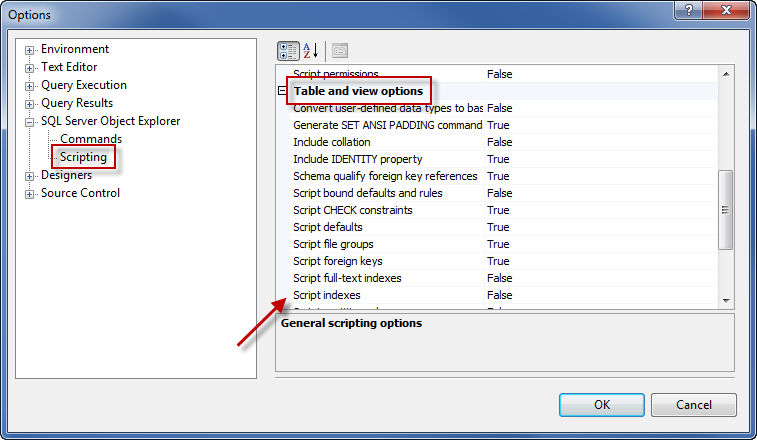 Options
Environment
Text Editor
Query Execution
Query Results
SQL Server Object Explorer
Commands
Scripting
Designers
Source Control
Script permissions False
Table and view options
Convert user-defined data types to bas False
Generate SET ANSI PADDING command True
Include collation False
Include IDENTITY property True
Schema qualify foreign key references True
Script bound defaults and rules False
Script CHECK constraints True
Script defaults True
Script file groups True
Script foreign keys True
Script full-text indexes False
Script indexes False
General scripting options
OK
Cancel